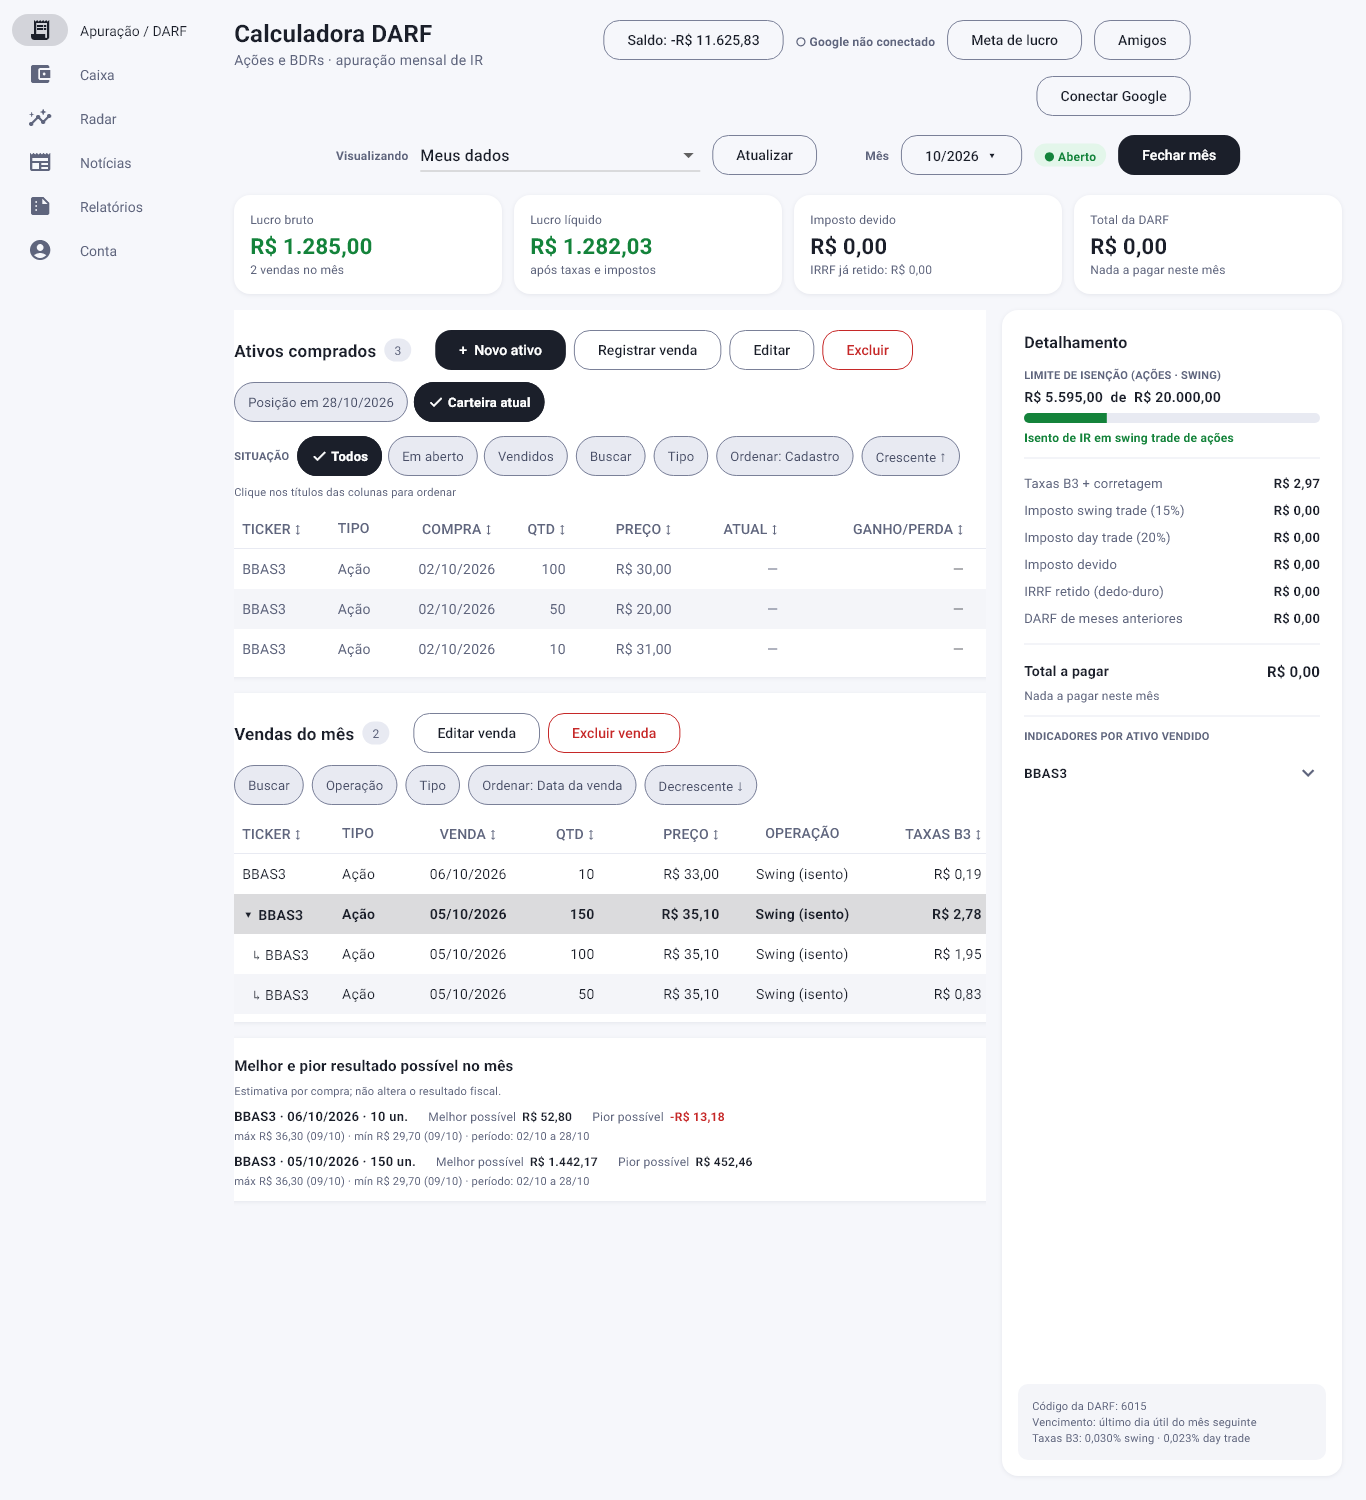 Apuração / DARF
Caixa
Radar
Notícias
Relatórios
Conta
Calculadora DARF
Ações e BDRs · apuração mensal de IR
Saldo: -R$ 11.625,83
Google não conectado
Meta de lucro
Amigos
Conectar Google
Visualizando
Meus dados
Atualizar
Mês
10/2026
Aberto
Fechar mês
Lucro bruto
R$ 1.285,00
2 vendas no mês
Lucro líquido
R$ 1.282,03
após taxas e impostos
Imposto devido
R$ 0,00
IRRF já retido: R$ 0,00
Total da DARF
R$ 0,00
Nada a pagar neste mês
Ativos comprados 3
+ Novo ativo
Registrar venda
Editar
Excluir
Posição em 28/10/2026
Carteira atual
SITUAÇÃO
Todos
Em aberto
Vendidos
Buscar
Tipo
Ordenar: Cadastro
Crescente ↑
Clique nos títulos das colunas para ordenar
TICKER ↕ TIPO COMPRA ↕ QTD ↕ PREÇO ↕ ATUAL ↕ GANHO/PERDA ↕
BBAS3 Ação 02/10/2026 100 R$ 30,00 — —
BBAS3 Ação 02/10/2026 50 R$ 20,00 — —
BBAS3 Ação 02/10/2026 10 R$ 31,00 — —
Vendas do mês 2
Editar venda
Excluir venda
Buscar
Operação
Tipo
Ordenar: Data da venda
Decrescente ↓
TICKER ↕ TIPO VENDA ↕ QTD ↕ PREÇO ↕ OPERAÇÃO TAXAS B3 ↕
BBAS3 Ação 06/10/2026 10 R$ 33,00 Swing (isento) R$ 0,19
▾ BBAS3 Ação 05/10/2026 150 R$ 35,10 Swing (isento) R$ 2,78
↳ BBAS3 Ação 05/10/2026 100 R$ 35,10 Swing (isento) R$ 1,95
↳ BBAS3 Ação 05/10/2026 50 R$ 35,10 Swing (isento) R$ 0,83
Melhor e pior resultado possível no mês
Estimativa por compra; não altera o resultado fiscal.
BBAS3 · 06/10/2026 · 10 un. Melhor possível R$ 52,80 Pior possível -R$ 13,18
máx R$ 36,30 (09/10) · mín R$ 29,70 (09/10) · período: 02/10 a 28/10
BBAS3 · 05/10/2026 · 150 un. Melhor possível R$ 1.442,17 Pior possível R$ 452,46
máx R$ 36,30 (09/10) · mín R$ 29,70 (09/10) · período: 02/10 a 28/10
Detalhamento
LIMITE DE ISENÇÃO (AÇÕES · SWING)
R$ 5.595,00 de R$ 20.000,00
Isento de IR em swing trade de ações
Taxas B3 + corretagem R$ 2,97
Imposto swing trade (15%) R$ 0,00
Imposto day trade (20%) R$ 0,00
Imposto devido R$ 0,00
IRRF retido (dedo-duro) R$ 0,00
DARF de meses anteriores R$ 0,00
Total a pagar R$ 0,00
Nada a pagar neste mês
INDICADORES POR ATIVO VENDIDO
BBAS3
Código da DARF: 6015
Vencimento: último dia útil do mês seguinte
Taxas B3: 0,030% swing · 0,023% day trade